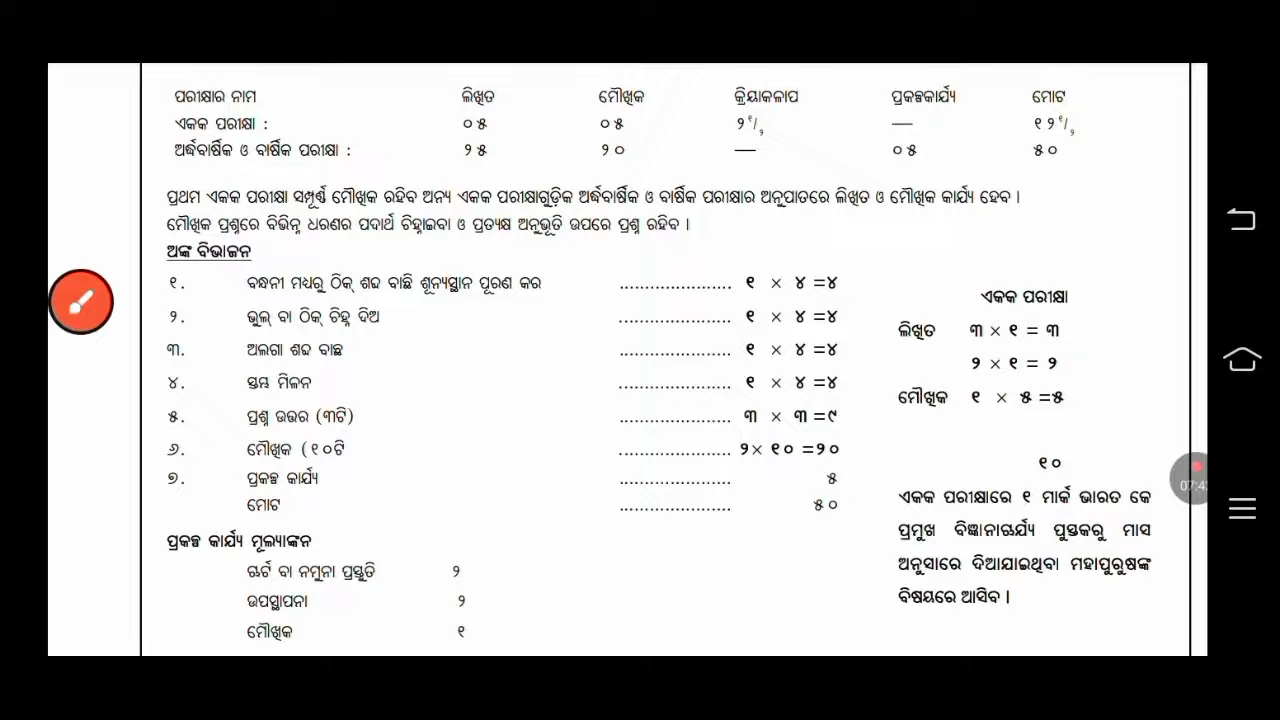 ପରୀକ୍ଷାର ନାମ ଲିଖିତ ମୌଖିକ କ୍ରିୟାକଳାପ ପ୍ରକଳ୍ପକାର୍ଯ୍ୟ ମୋଟ
ଏକକ ପରୀକ୍ଷା : ୦୫ ୦୫ ୨ ୧/୨ — ୧୨ ୧/୨
ଅର୍ଦ୍ଧବାର୍ଷିକ ଓ ବାର୍ଷିକ ପରୀକ୍ଷା : ୨୫ ୨୦ — ୦୫ ୫୦
ପ୍ରଥମ ଏକକ ପରୀକ୍ଷା ସମ୍ପୂର୍ଣ୍ଣ ମୌଖିକ ରହିବ ଅନ୍ୟ ଏକକ ପରୀକ୍ଷାଗୁଡ଼ିକ ଅର୍ଦ୍ଧବାର୍ଷିକ ଓ ବାର୍ଷିକ ପରୀକ୍ଷାର ଅନୁପାତରେ ଲିଖିତ ଓ ମୌଖିକ କାର୍ଯ୍ୟ ହେବ ।
ମୌଖିକ ପ୍ରଶ୍ନରେ ବିଭିନ୍ନ ଧରଣର ପଦାର୍ଥ ଚିହ୍ନାଇବା ଓ ପ୍ରତ୍ୟକ୍ଷ ଅନୁଭୂତି ଉପରେ ପ୍ରଶ୍ନ ରହିବ ।
ଅଙ୍କ ବିଭାଜନ
୧. ବନ୍ଧନୀ ମଧ୍ୟରୁ ଠିକ୍ ଶବ୍ଦ ବାଛି ଶୂନ୍ୟସ୍ଥାନ ପୂରଣ କର ...................... ୧ × ୪ =୪
୨. ଭୁଲ୍ ବା ଠିକ୍ ଚିହ୍ନ ଦିଅ ...................... ୧ × ୪ =୪
୩. ଅଲଗା ଶବ୍ଦ ବାଛ ...................... ୧ × ୪ =୪
୪. ସ୍ତମ୍ଭ ମିଳନ ...................... ୧ × ୪ =୪
୫. ପ୍ରଶ୍ନ ଉତ୍ତର (୩ଟି) ...................... ୩ × ୩ =୯
୬. ମୌଖିକ (୧୦ଟି ...................... ୨× ୧୦ =୨୦
୭. ପ୍ରକଳ୍ପ କାର୍ଯ୍ୟ ...................... ୫
ମୋଟ ...................... ୫୦
ପ୍ରକଳ୍ପ କାର୍ଯ୍ୟ ମୂଲ୍ୟାଙ୍କନ
ଚାର୍ଟ ବା ନମୁନା ପ୍ରସ୍ତୁତି ୨
ଉପସ୍ଥାପନା ୨
ମୌଖିକ ୧
ଏକକ ପରୀକ୍ଷା
ଲିଖିତ ୩ × ୧ = ୩
୨ × ୧ = ୨
ମୌଖିକ ୧ × ୫ =୫
୧୦
ଏକକ ପରୀକ୍ଷାରେ ୧ ମାର୍କ ଭାରତ କେ
ପ୍ରମୁଖ ବିଜ୍ଞାନାଚାର୍ଯ୍ୟ ପୁସ୍ତକରୁ ମାସ
ଅନୁସାରେ ଦିଆଯାଇଥିବା ମହାପୁରୁଷଙ୍କ
ବିଷୟରେ ଆସିବ ।